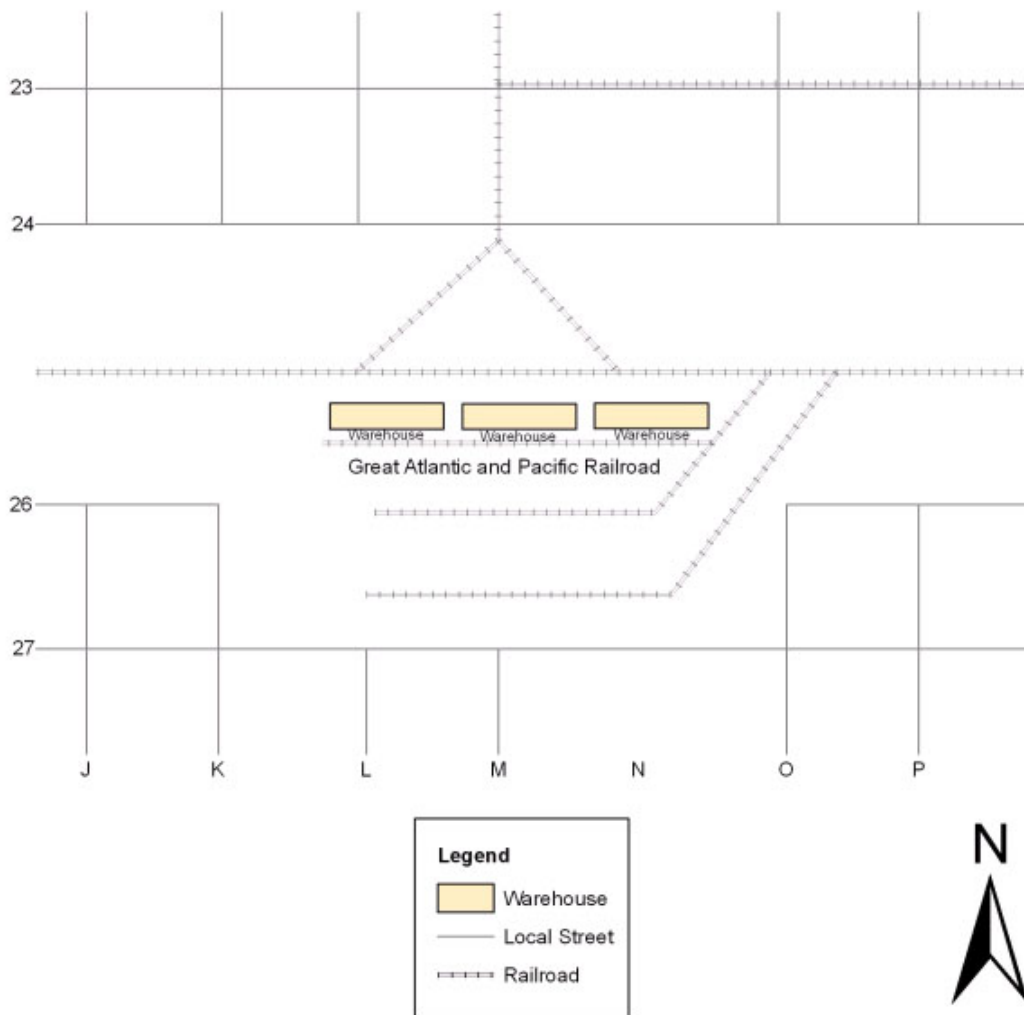 23
24
Warehouse Warehouse Warehouse
Great Atlantic and Pacific Railroad
26
27
J K L M N O P
Legend
Warehouse
Local Street
Railroad
N